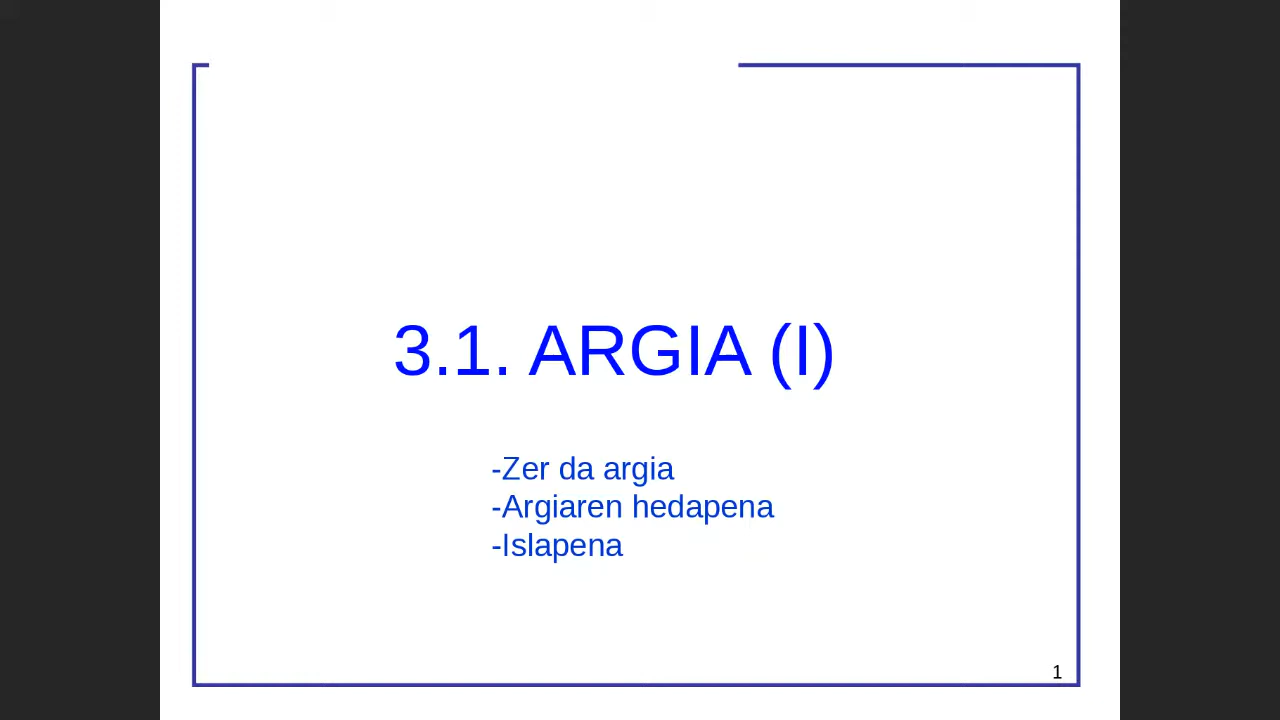 3.1. ARGIA (I)
-Zer da argia
-Argiaren hedapena
-Islapena
1